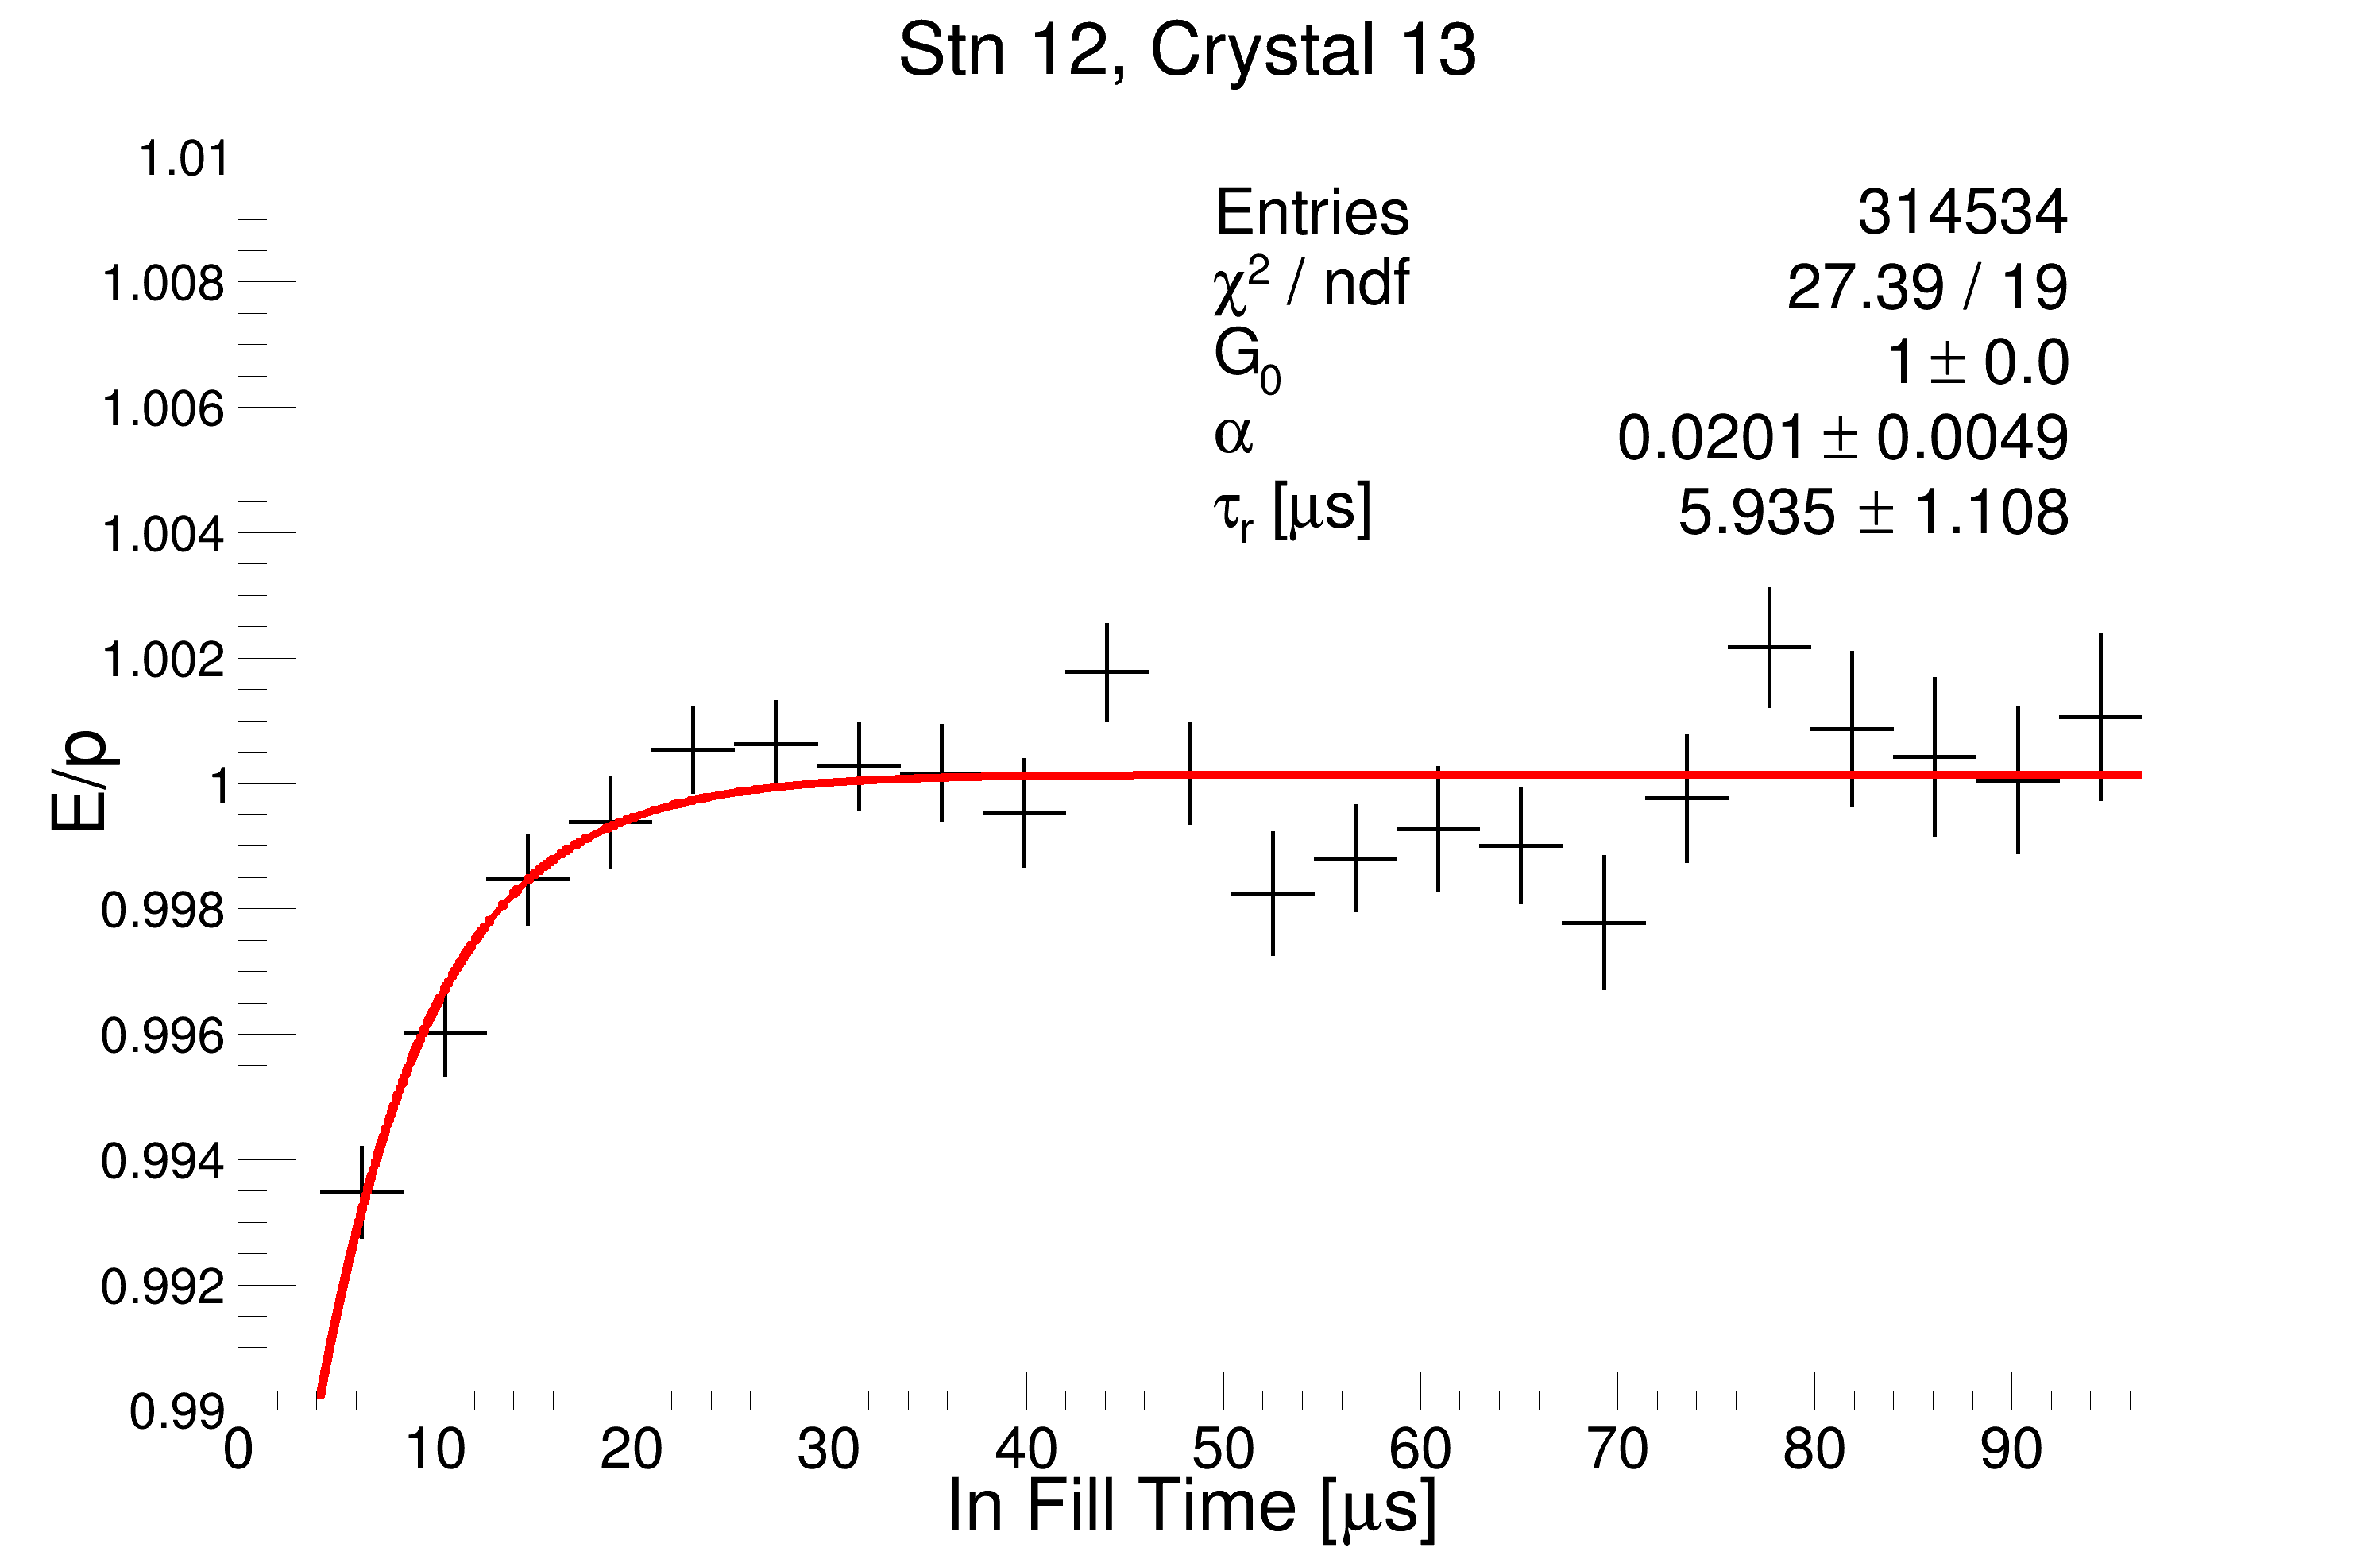 Stn 12, Crystal 13
Entries 314534
χ² / ndf 27.39 / 19
G₀ 1 ± 0.0
α 0.0201 ± 0.0049
τᵣ [μs] 5.935 ± 1.108
1.01
1.008
1.006
1.004
1.002
1
0.998
0.996
0.994
0.992
0.99
E/p
0 10 20 30 40 50 60 70 80 90
In Fill Time [μs]